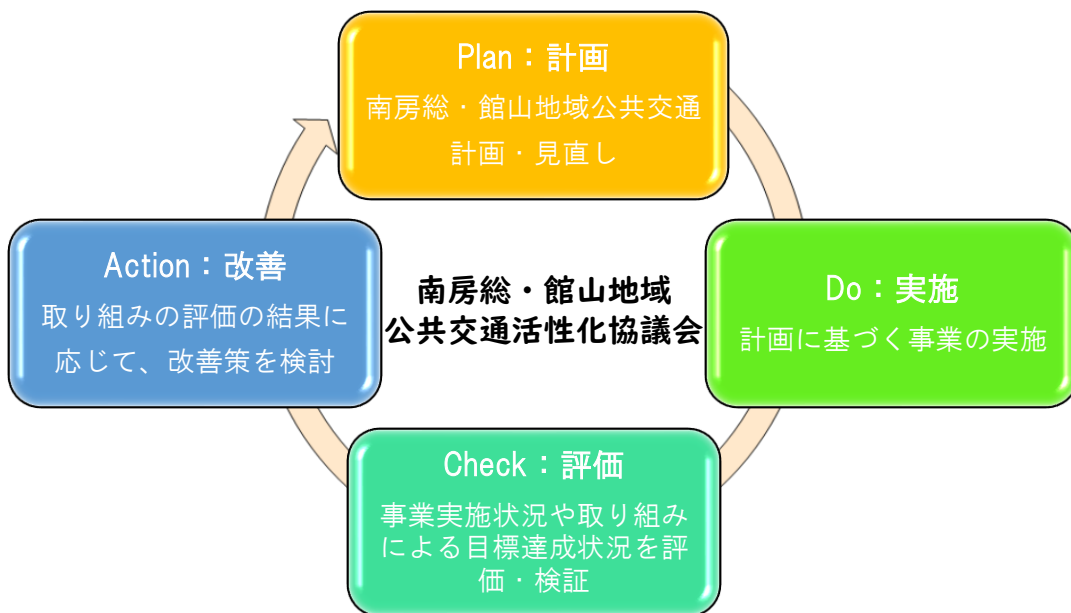 Plan：計画
南房総・館山地域公共交通
計画・見直し
Do：実施
計画に基づく事業の実施
Check：評価
事業実施状況や取り組み
による目標達成状況を評
価・検証
Action：改善
取り組みの評価の結果に
応じて、改善策を検討
南房総・館山地域
公共交通活性化協議会